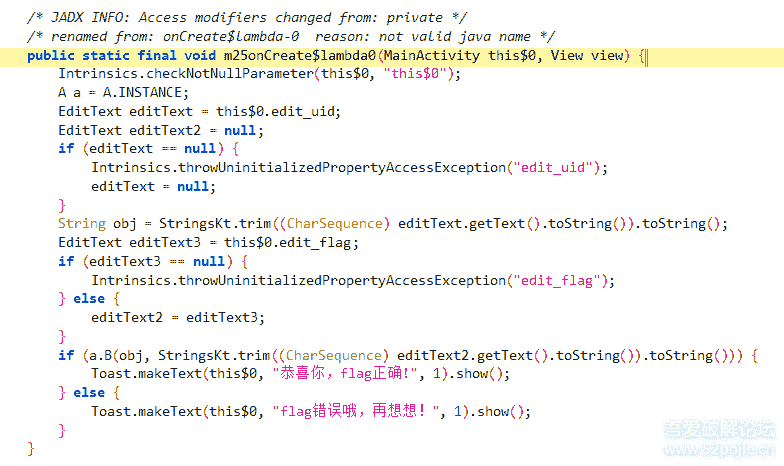 /* JADX INFO: Access modifiers changed from: private */
/* renamed from: onCreate$lambda-0  reason: not valid java name */
public static final void m25onCreate$lambda0(MainActivity this$0, View view) {
    Intrinsics.checkNotNullParameter(this$0, "this$0");
    A a = A.INSTANCE;
    EditText editText = this$0.edit_uid;
    EditText editText2 = null;
    if (editText == null) {
        Intrinsics.throwUninitializedPropertyAccessException("edit_uid");
        editText = null;
    }
    String obj = StringsKt.trim((CharSequence) editText.getText().toString()).toString();
    EditText editText3 = this$0.edit_flag;
    if (editText3 == null) {
        Intrinsics.throwUninitializedPropertyAccessException("edit_flag");
    } else {
        editText2 = editText3;
    }
    if (a.B(obj, StringsKt.trim((CharSequence) editText2.getText().toString()).toString())) {
        Toast.makeText(this$0, "恭喜你，flag正确!", 1).show();
    } else {
        Toast.makeText(this$0, "flag错误哦，再想想！", 1).show();
    }
}
吾爱破解论坛
www.52pojie.cn